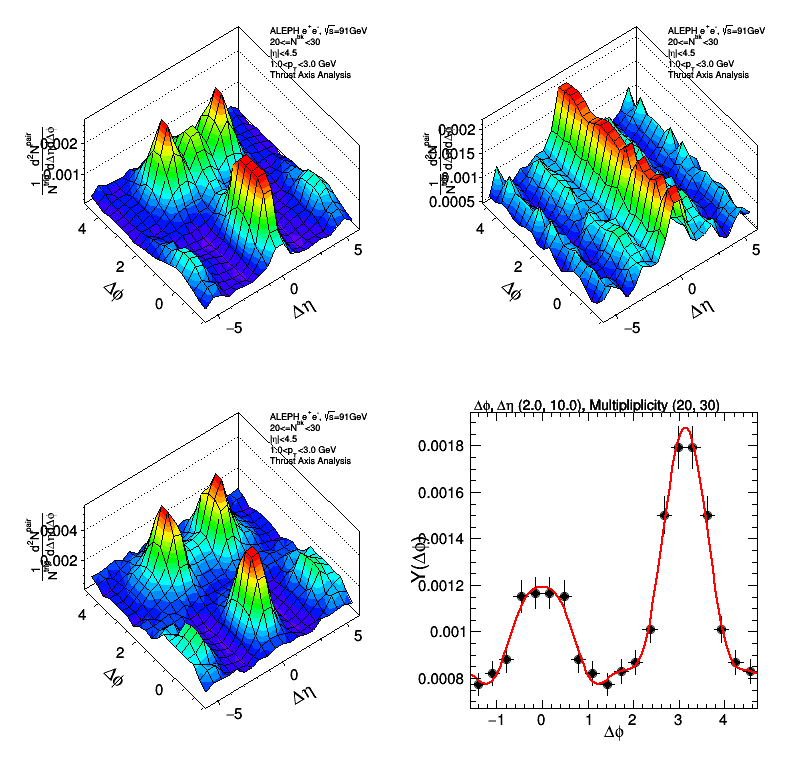 ALEPH e⁺e⁻, √s=91GeV
20<=N^trk<30
|η|<4.5
1.0<p_T<3.0 GeV
Thrust Axis Analysis
0.002
0.001
4
2
0
Δϕ
−5
0
5
Δη
ALEPH e⁺e⁻, √s=91GeV
20<=N^trk<30
|η|<4.5
1.0<p_T<3.0 GeV
Thrust Axis Analysis
0.002
0.0015
0.001
0.0005
4
2
0
Δϕ
−5
0
5
Δη
ALEPH e⁺e⁻, √s=91GeV
20<=N^trk<30
|η|<4.5
1.0<p_T<3.0 GeV
Thrust Axis Analysis
0.004
0.002
4
2
0
Δϕ
−5
0
5
Δη
Δϕ, Δη (2.0, 10.0), Multipliplicity (20, 30)
Y(Δϕ)
0.0018
0.0016
0.0014
0.0012
0.001
0.0008
−1 0 1 2 3 4
Δϕ